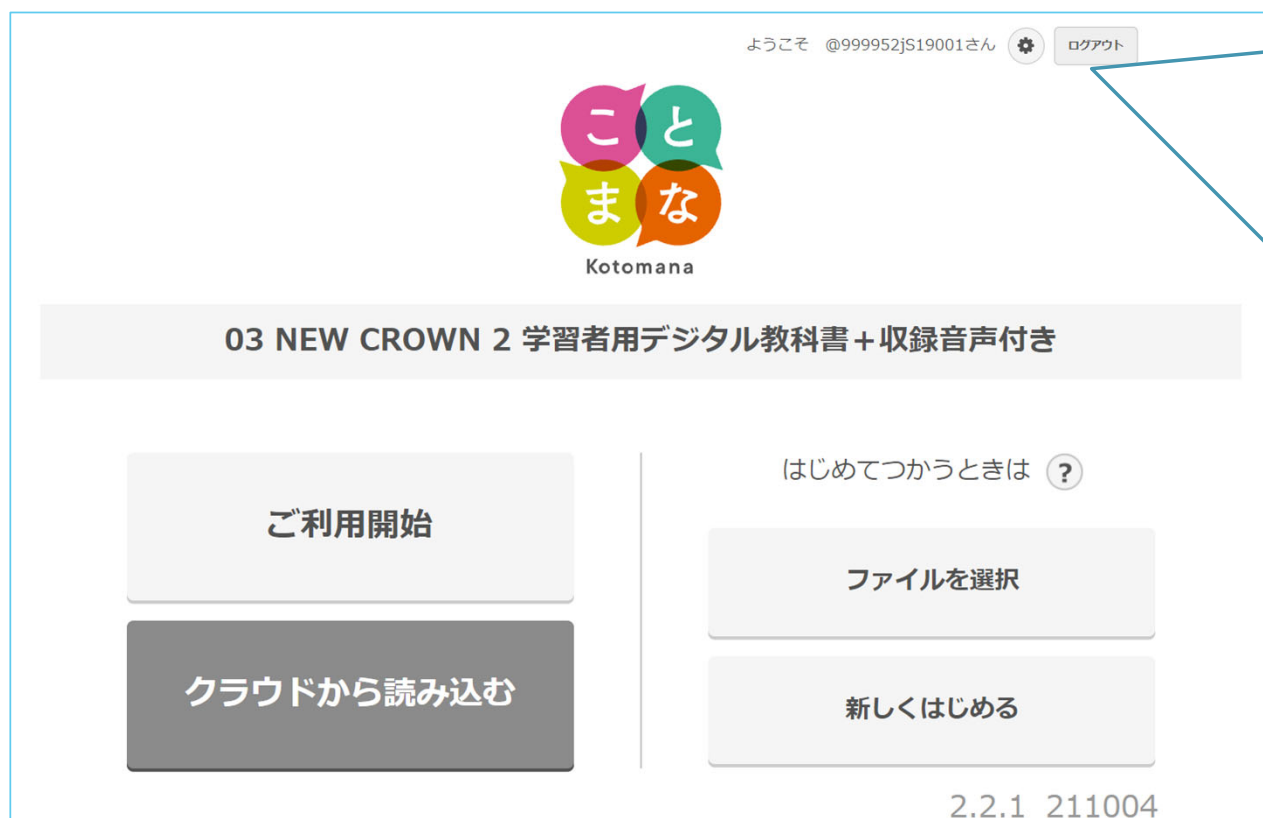 ようこそ　@999952jS19001さん
ログアウト
こと
まな
Kotomana
03 NEW CROWN 2 学習者用デジタル教科書＋収録音声付き
ご利用開始
クラウドから読み込む
はじめてつかうときは ?
ファイルを選択
新しくはじめる
2.2.1 211004